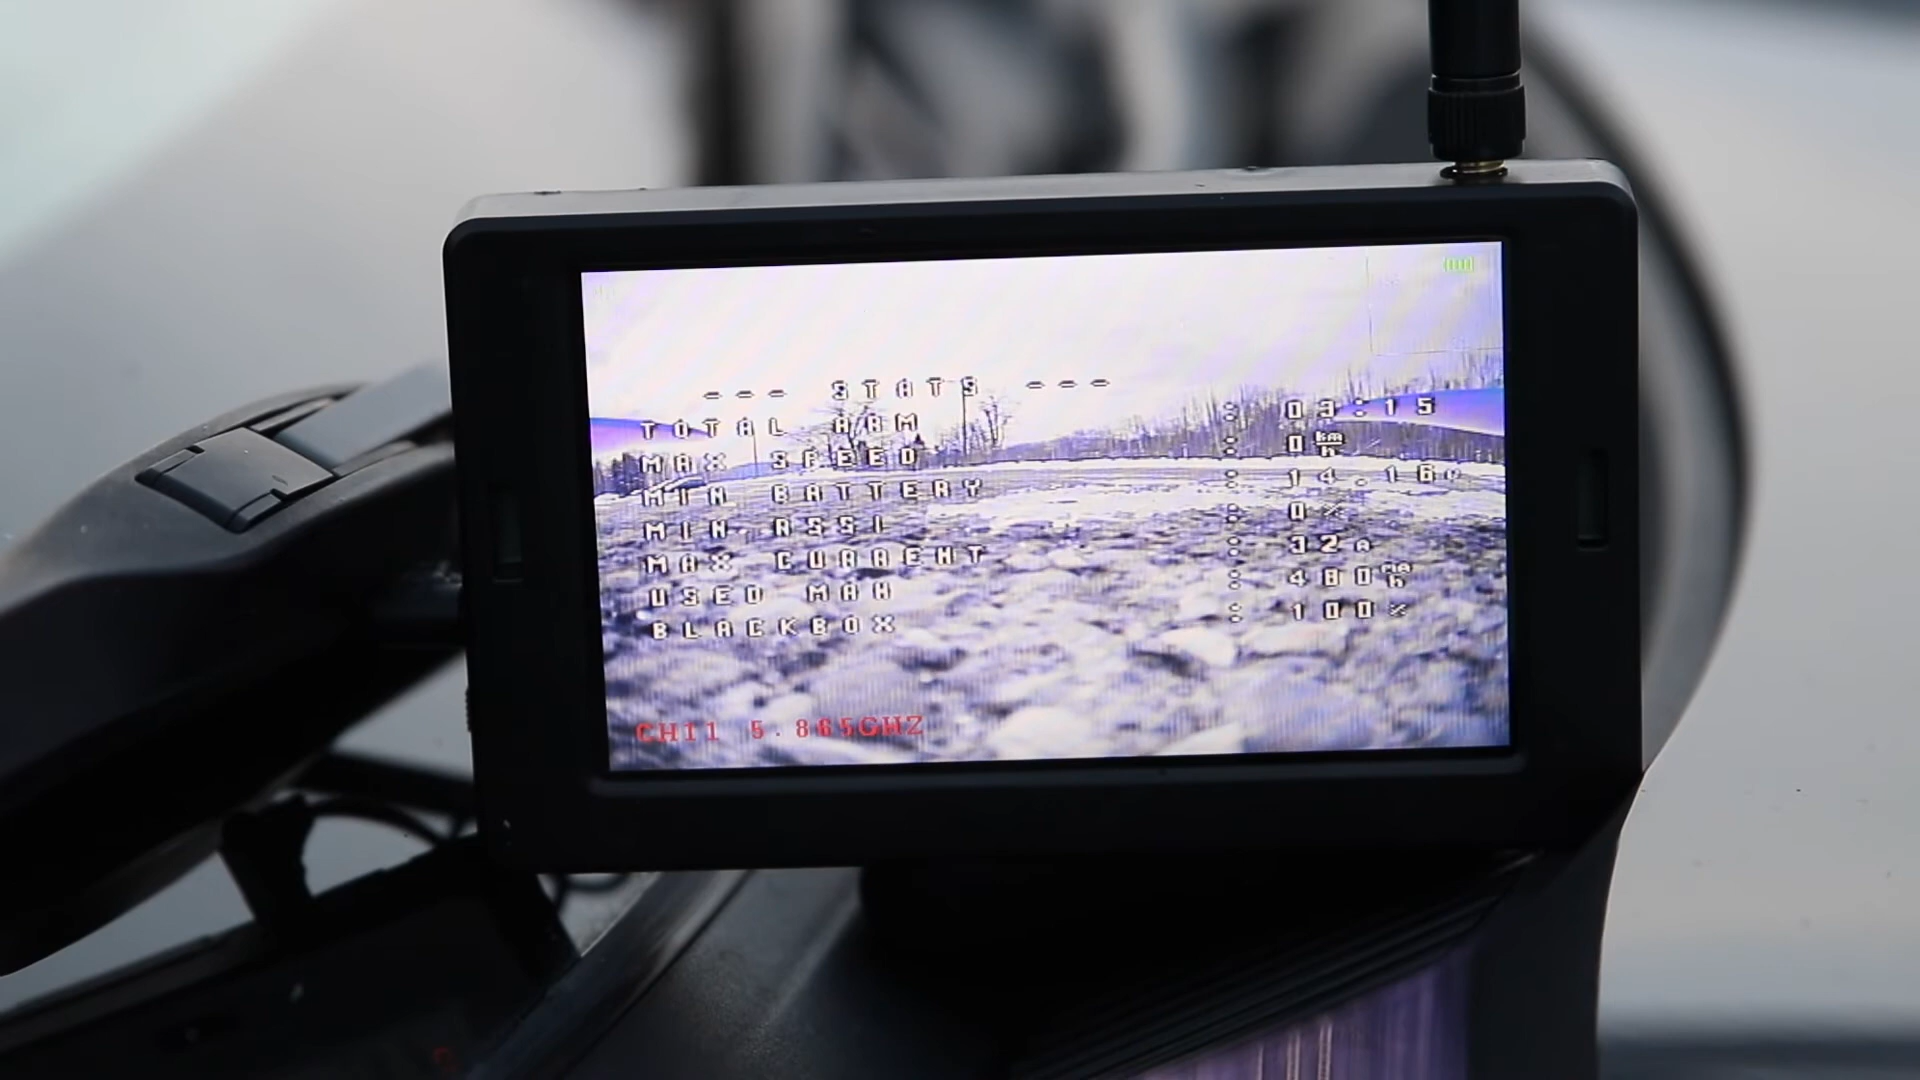 --- STATS ---
TOTAL ARM : 03:15
MAX SPEED : 0 km/h
MIN BATTERY : 14.16V
MIN RSSI : 0%
MAX CURRENT : 32A
USED MAH : 480 mAh
BLACKBOX : 100%
CH11 5.865GHZ